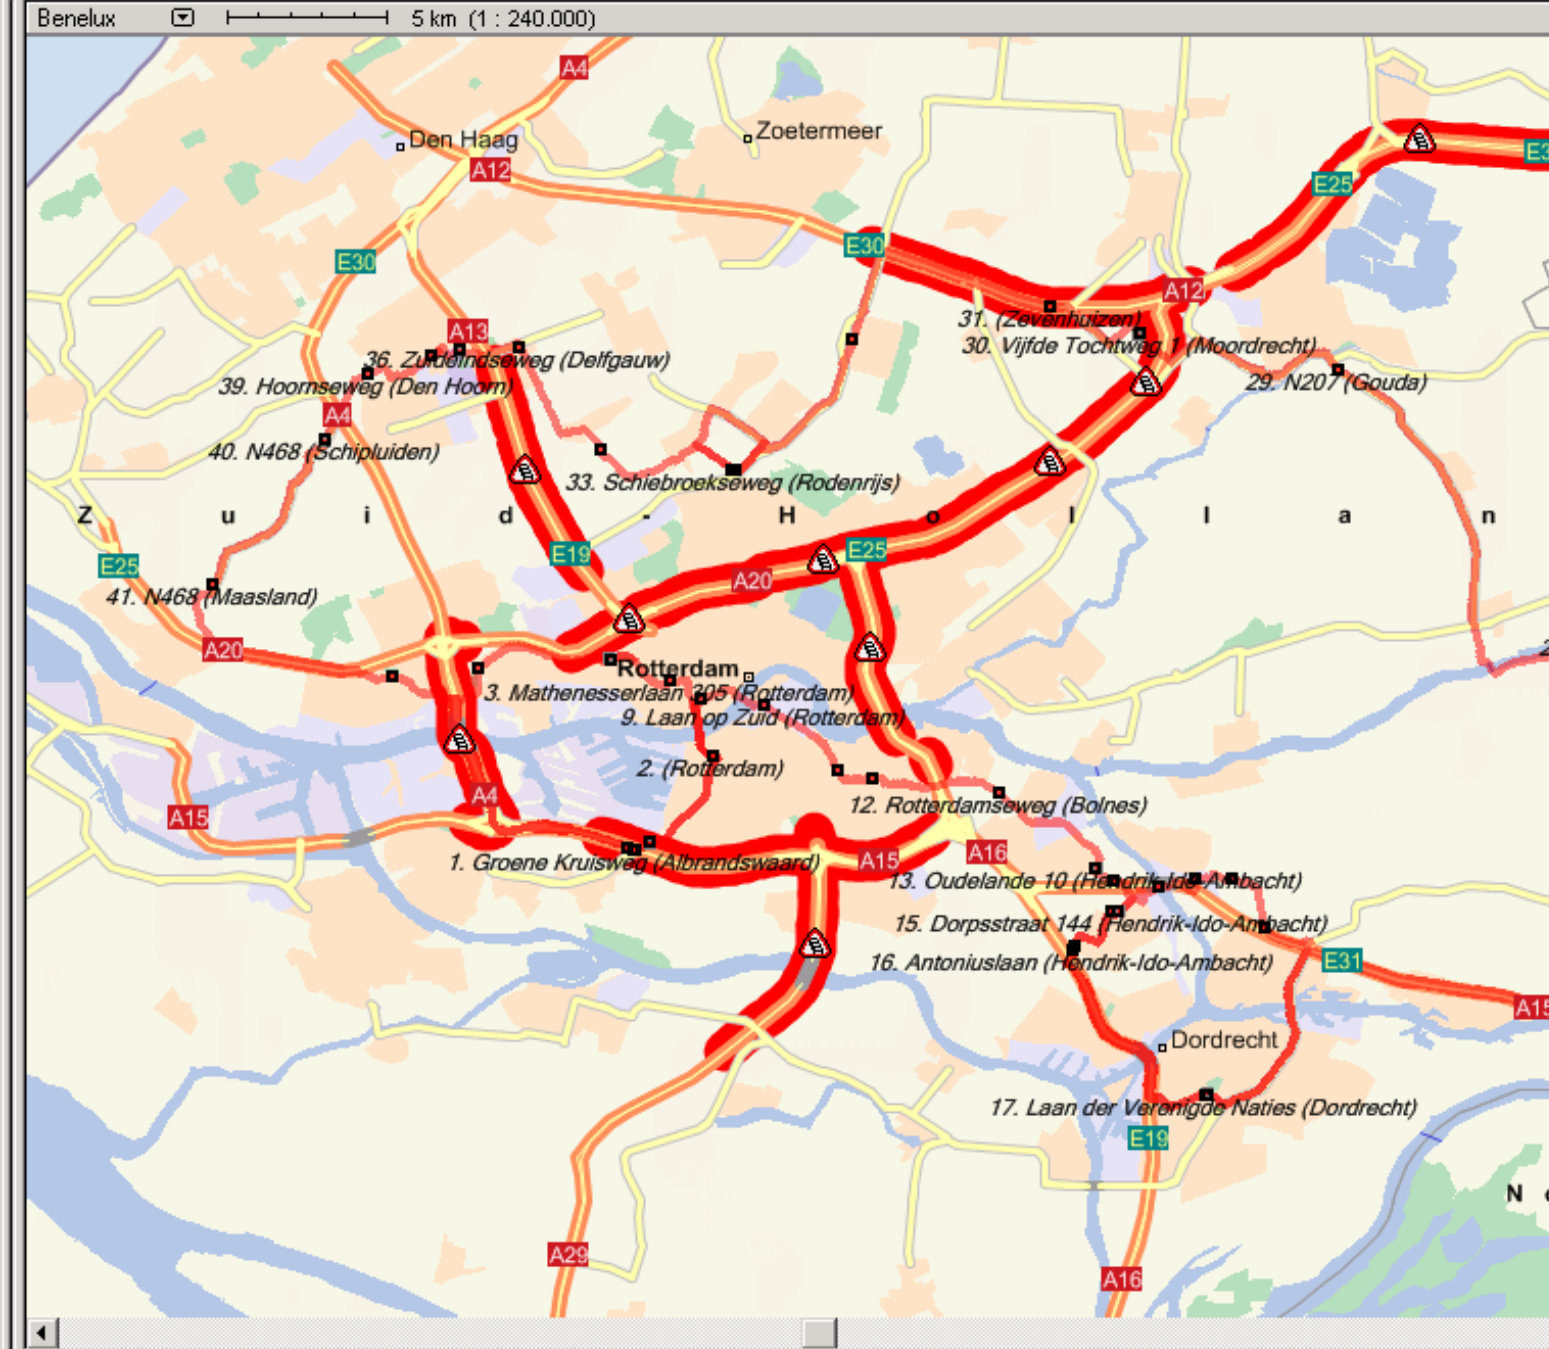 Benelux 5 km (1 : 240.000)
A4
Zoetermeer
Den Haag
A12
E3
E25
E30
E30
A12
31. (Zevenhuizen)
A13
30. Vijfde Tochtweg 1 (Moordrecht)
36. Zuideindseweg (Delfgauw)
29. N207 (Gouda)
39. Hoornseweg (Den Hoorn)
A4
40. N468 (Schipluiden)
33. Schiebroekseweg (Rodenrijs)
Z u i d - H o l l a n
E19
E25
E25
A20
41. N468 (Maasland)
A20
2
Rotterdam
3. Mathenesserlaan 305 (Rotterdam)
9. Laan op Zuid (Rotterdam)
2. (Rotterdam)
A4
12. Rotterdamseweg (Bolnes)
A15
A16
1. Groene Kruisweg (Albrandswaard)
A15
13. Oudelande 10 (Hendrik-Ido-Ambacht)
15. Dorpsstraat 144 (Hendrik-Ido-Ambacht)
16. Antoniuslaan (Hendrik-Ido-Ambacht)
E31
A15
Dordrecht
17. Laan der Verenigde Naties (Dordrecht)
E19
N
A29
A16